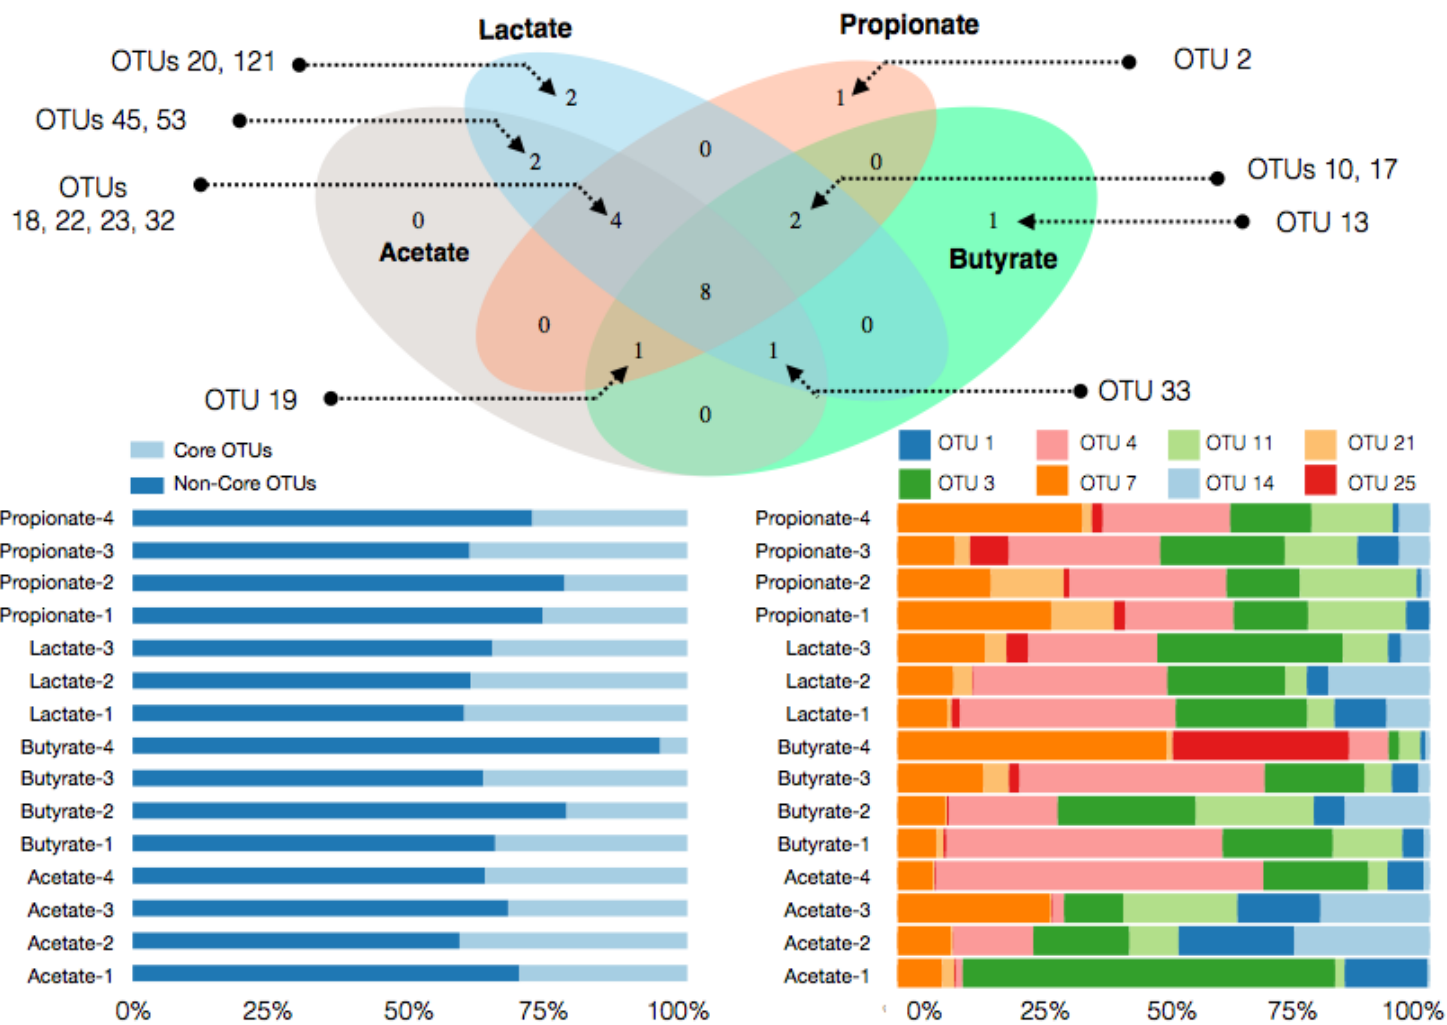 Lactate
Propionate
OTUs 20, 121
OTU 2
2
1
OTUs 45, 53
0
2
0
OTUs 10, 17
OTUs
18, 22, 23, 32
0
4
2
1
OTU 13
Acetate
Butyrate
8
0
0
1
1
OTU 19
OTU 33
0
Core OTUs
Non-Core OTUs
OTU 1
OTU 4
OTU 11
OTU 21
OTU 3
OTU 7
OTU 14
OTU 25
Propionate-4
Propionate-3
Propionate-2
Propionate-1
Lactate-3
Lactate-2
Lactate-1
Butyrate-4
Butyrate-3
Butyrate-2
Butyrate-1
Acetate-4
Acetate-3
Acetate-2
Acetate-1
0% 25% 50% 75% 100%
Propionate-4
Propionate-3
Propionate-2
Propionate-1
Lactate-3
Lactate-2
Lactate-1
Butyrate-4
Butyrate-3
Butyrate-2
Butyrate-1
Acetate-4
Acetate-3
Acetate-2
Acetate-1
0% 25% 50% 75% 100%